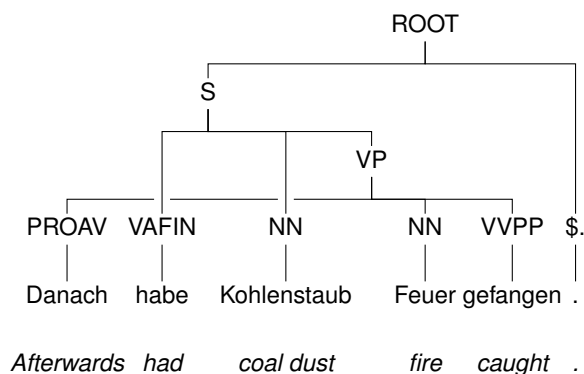 ROOT
S
VP
PROAV VAFIN NN NN VVPP $.
Danach habe Kohlenstaub Feuer gefangen .
Afterwards had coal dust fire caught .